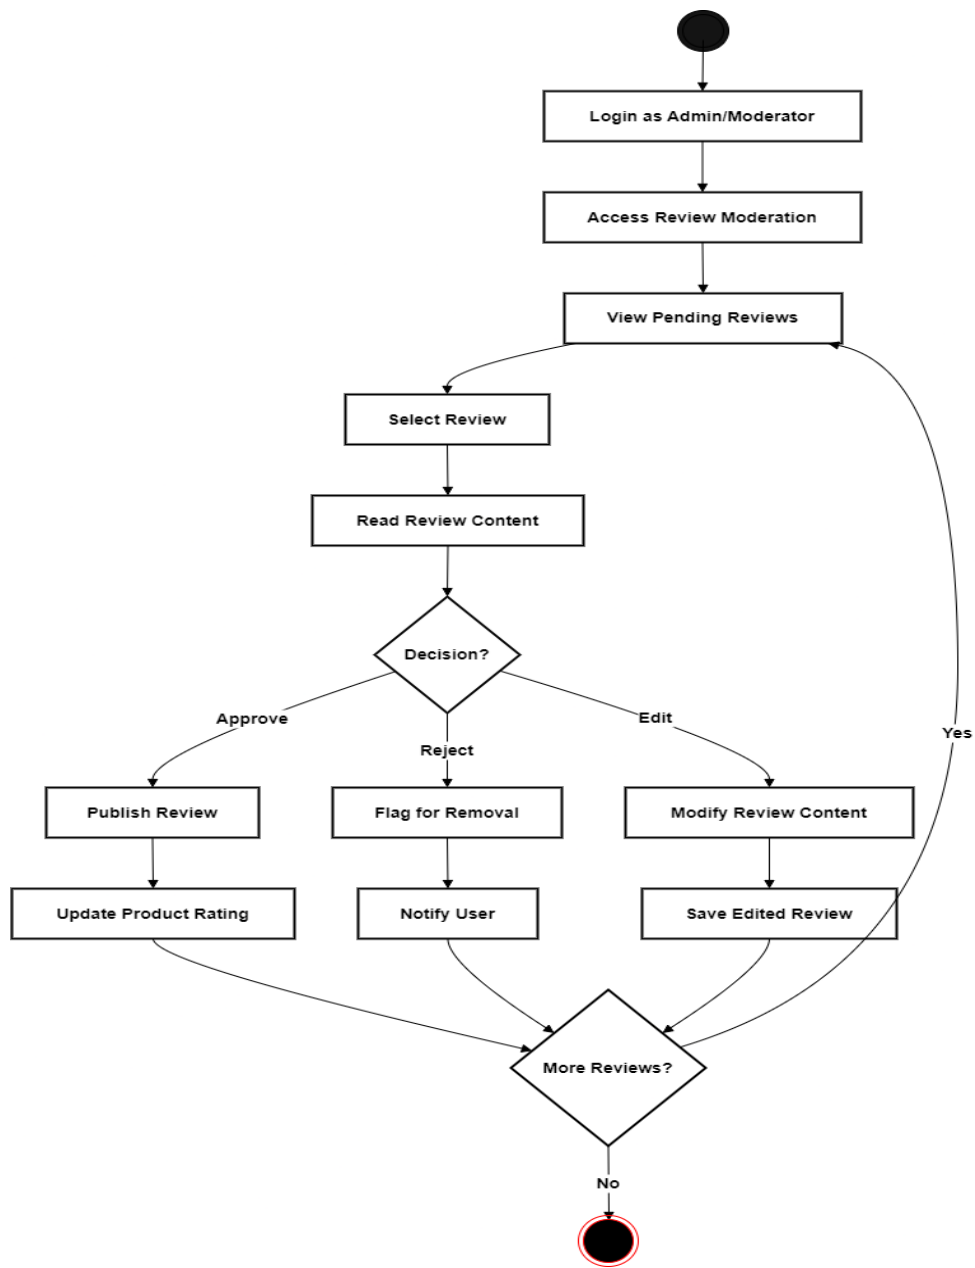 Login as Admin/Moderator
Access Review Moderation
View Pending Reviews
Select Review
Read Review Content
Decision?
Approve
Reject
Edit
Yes
Publish Review
Flag for Removal
Modify Review Content
Update Product Rating
Notify User
Save Edited Review
More Reviews?
No